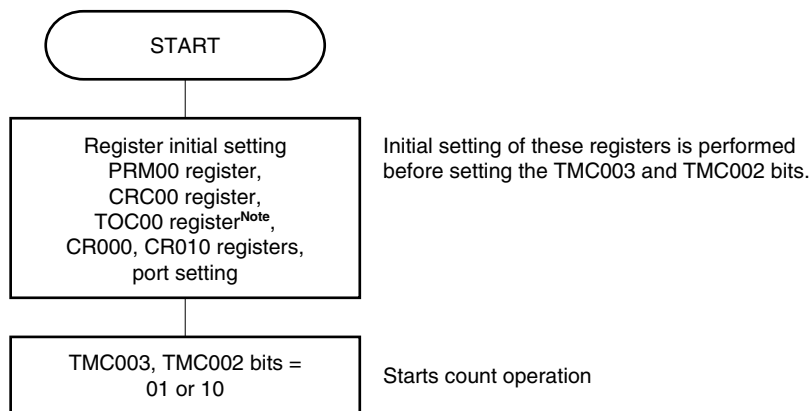 START
Register initial setting
PRM00 register,
CRC00 register,
TOC00 registerNote,
CR000, CR010 registers,
port setting
Initial setting of these registers is performed
before setting the TMC003 and TMC002 bits.
TMC003, TMC002 bits =
01 or 10
Starts count operation